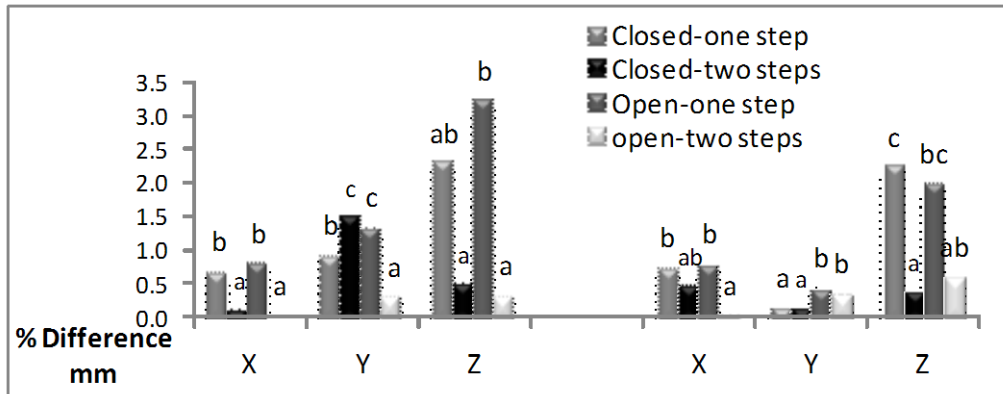 Closed-one step
Closed-two steps
Open-one step
open-two steps
3.5
3.0
2.5
2.0
1.5
1.0
0.5
0.0
b a b a
b c c a
ab a b a
b ab b a
a a b b
c a bc ab
% Difference
mm
X Y Z X Y Z